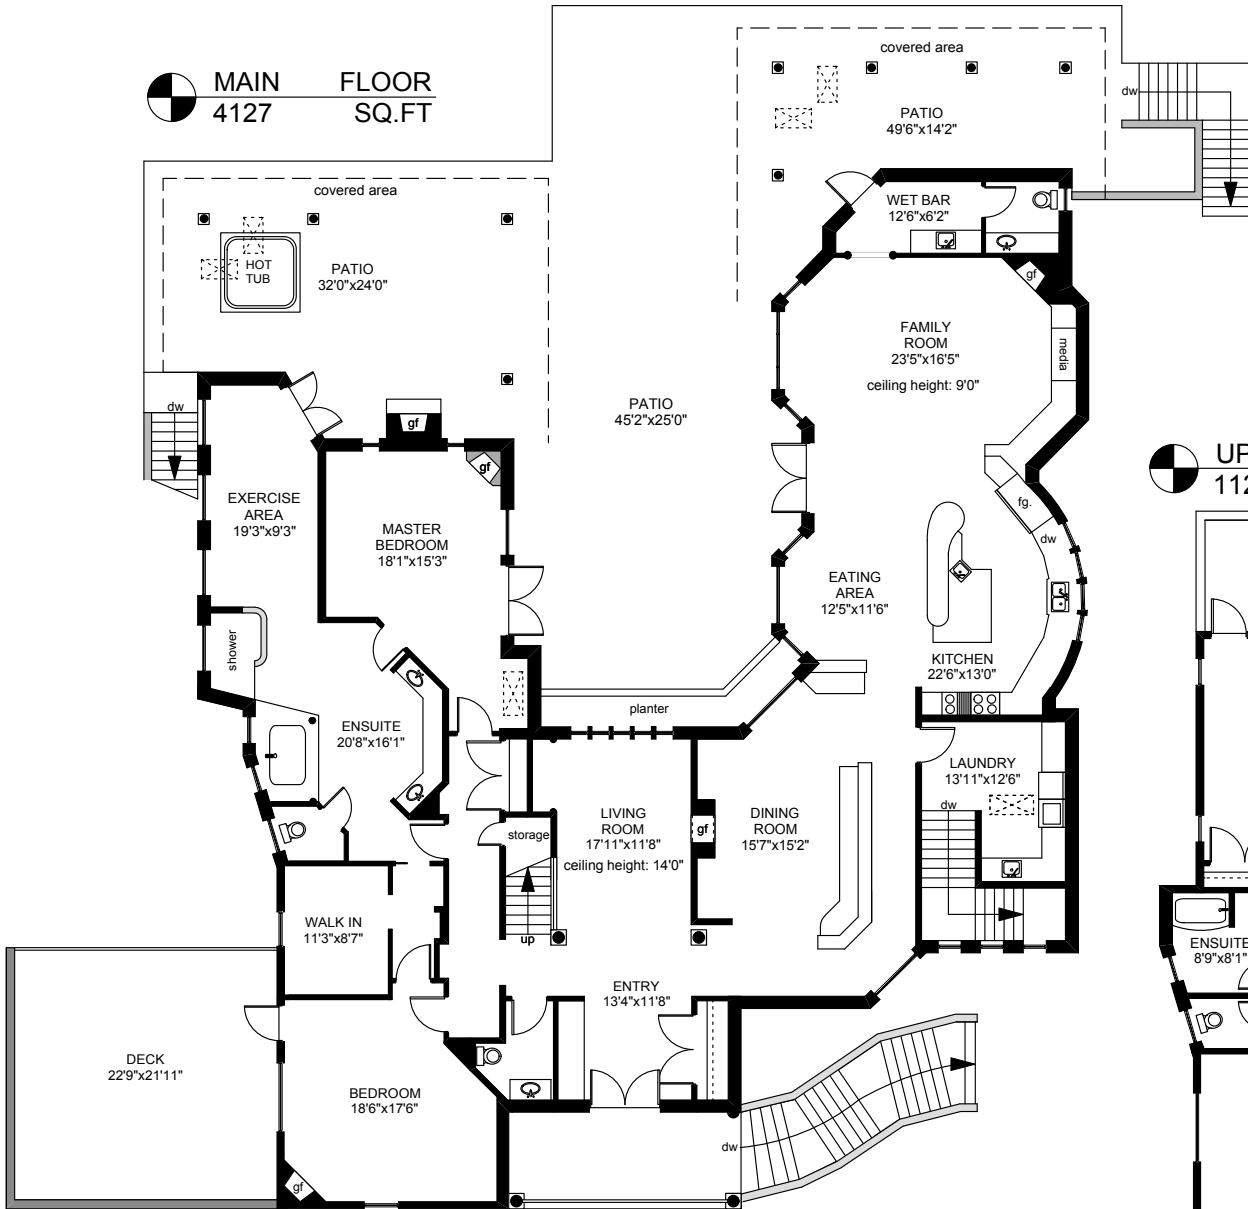 MAIN FLOOR
4127 SQ.FT
covered area
PATIO
49'6"x14'2"
dw
covered area
WET BAR
12'6"x6'2"
HOT
TUB
PATIO
32'0"x24'0"
gf
FAMILY
ROOM
23'5"x16'5"
ceiling height: 9'0"
media
dw
gf
PATIO
45'2"x25'0"
gf
UP
112
EXERCISE
AREA
19'3"x9'3"
MASTER
BEDROOM
18'1"x15'3"
fg.
dw
EATING
AREA
12'5"x11'6"
shower
KITCHEN
22'6"x13'0"
planter
ENSUITE
20'8"x16'1"
LAUNDRY
13'11"x12'6"
dw
storage
LIVING
ROOM
17'11"x11'8"
ceiling height: 14'0"
gf
DINING
ROOM
15'7"x15'2"
WALK IN
11'3"x8'7"
up
ENSUITE
8'9"x8'1"
ENTRY
13'4"x11'8"
DECK
22'9"x21'11"
BEDROOM
18'6"x17'6"
dw
gf